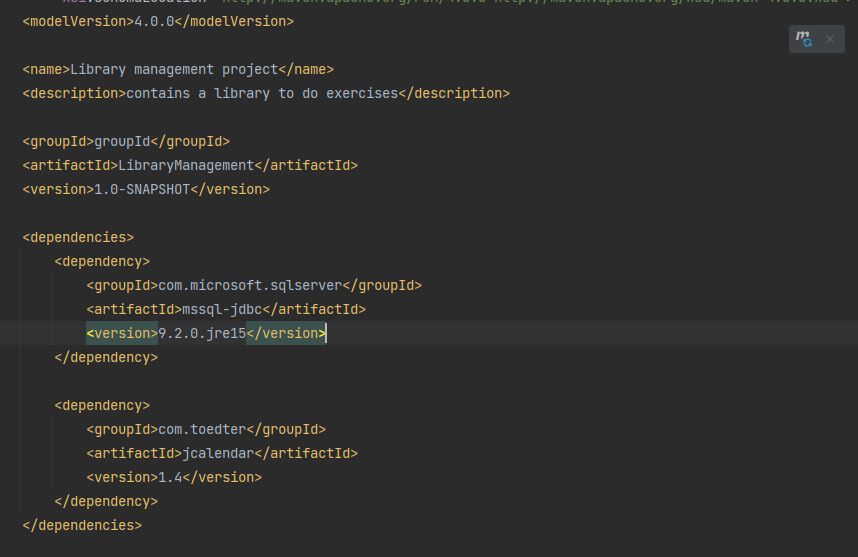 <modelVersion>4.0.0</modelVersion>
<name>Library management project</name>
<description>contains a library to do exercises</description>
<groupId>groupId</groupId>
<artifactId>LibraryManagement</artifactId>
<version>1.0-SNAPSHOT</version>
<dependencies>
<dependency>
<groupId>com.microsoft.sqlserver</groupId>
<artifactId>mssql-jdbc</artifactId>
<version>9.2.0.jre15</version>
</dependency>
<dependency>
<groupId>com.toedter</groupId>
<artifactId>jcalendar</artifactId>
<version>1.4</version>
</dependency>
</dependencies>